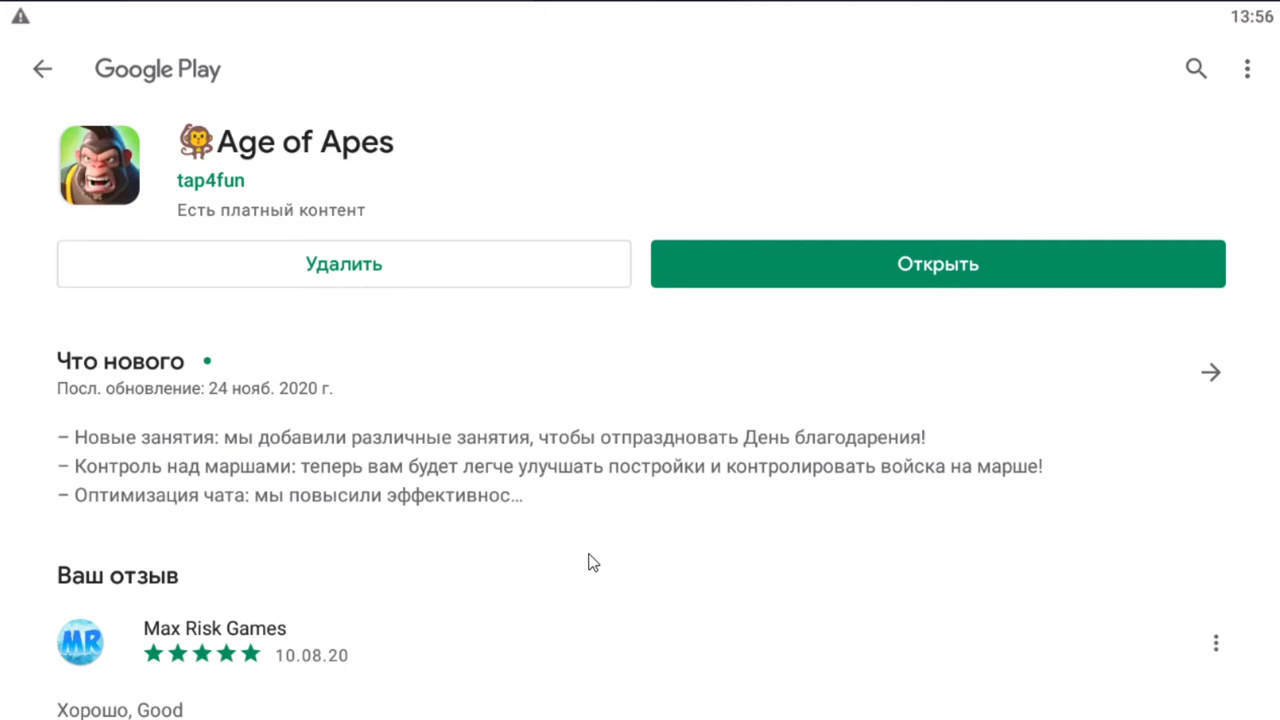 13:56
Google Play
Age of Apes
tap4fun
Есть платный контент
Удалить
Открыть
Что нового
Посл. обновление: 24 нояб. 2020 г.
– Новые занятия: мы добавили различные занятия, чтобы отпраздновать День благодарения!
– Контроль над маршами: теперь вам будет легче улучшать постройки и контролировать войска на марше!
– Оптимизация чата: мы повысили эффективнос...
Ваш отзыв
MR
Max Risk Games
10.08.20
Хорошо, Good